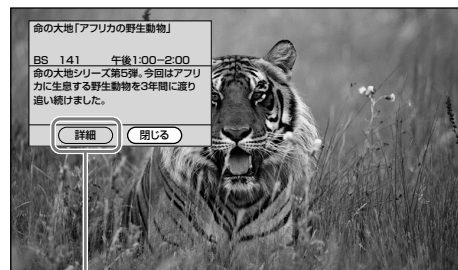 命の大地「アフリカの野生動物」
BS 141 午後1:00－2:00
命の大地シリーズ第5弾。今回はアフリ
カに生息する野生動物を3年間に渡り
追い続けました。
詳細 閉じる